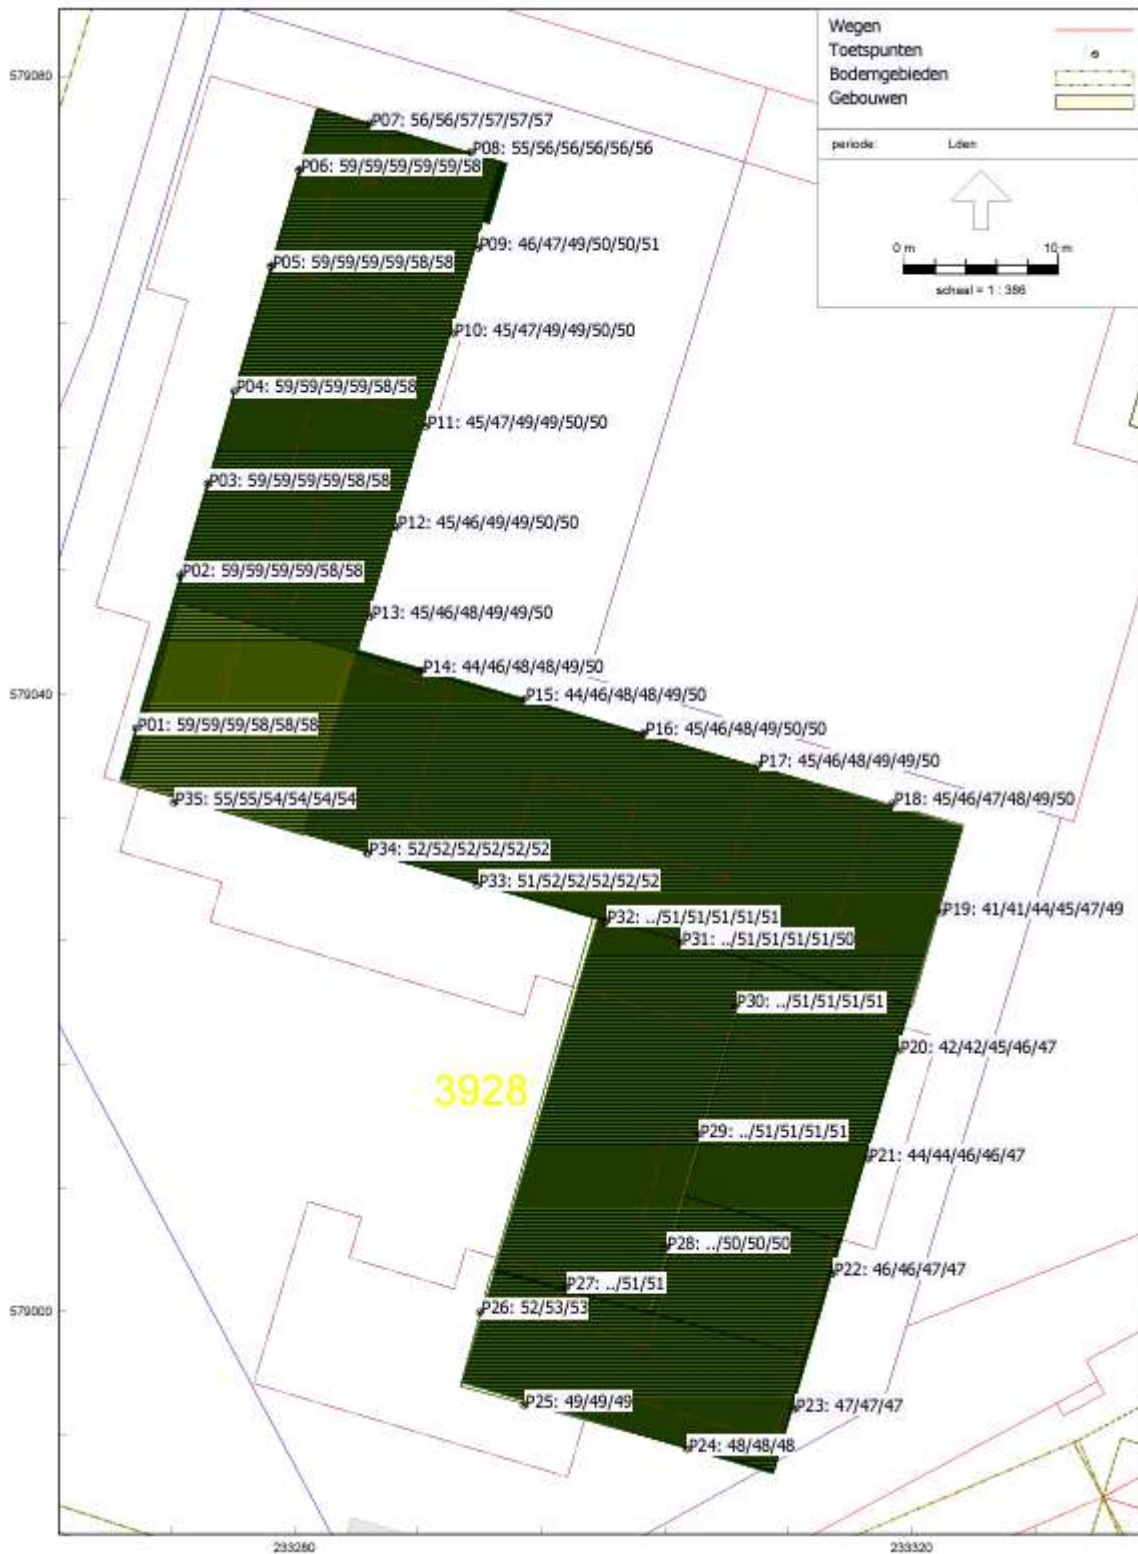 579080
Wegen
Toetspunten
Bodemgebieden
Gebouwen
periode: Lden
0 m 10 m
schaal = 1 : 386
P07: 56/56/57/57/57/57
P08: 55/56/56/56/56/56
P06: 59/59/59/59/59/58
P09: 46/47/49/50/50/51
P05: 59/59/59/59/58/58
P10: 45/47/49/49/50/50
P04: 59/59/59/59/58/58
P11: 45/47/49/49/50/50
P03: 59/59/59/59/58/58
P12: 45/46/49/49/50/50
P02: 59/59/59/59/58/58
P13: 45/46/48/49/49/50
P14: 44/46/48/48/49/50
579040
P15: 44/46/48/48/49/50
P01: 59/59/59/58/58/58
P16: 45/46/48/49/50/50
P17: 45/46/48/49/49/50
P35: 55/55/54/54/54/54
P18: 45/46/47/48/49/50
P34: 52/52/52/52/52/52
P33: 51/52/52/52/52/52
P19: 41/41/44/45/47/49
P32: ../51/51/51/51/51
P31: ../51/51/51/51/50
P30: ../51/51/51/51
P20: 42/42/45/46/47
3928
P29: ../51/51/51/51
P21: 44/44/46/46/47
P28: ../50/50/50
P22: 46/46/47/47
P27: ../51/51
579000
P26: 52/53/53
P25: 49/49/49
P23: 47/47/47
P24: 48/48/48
233280
233320